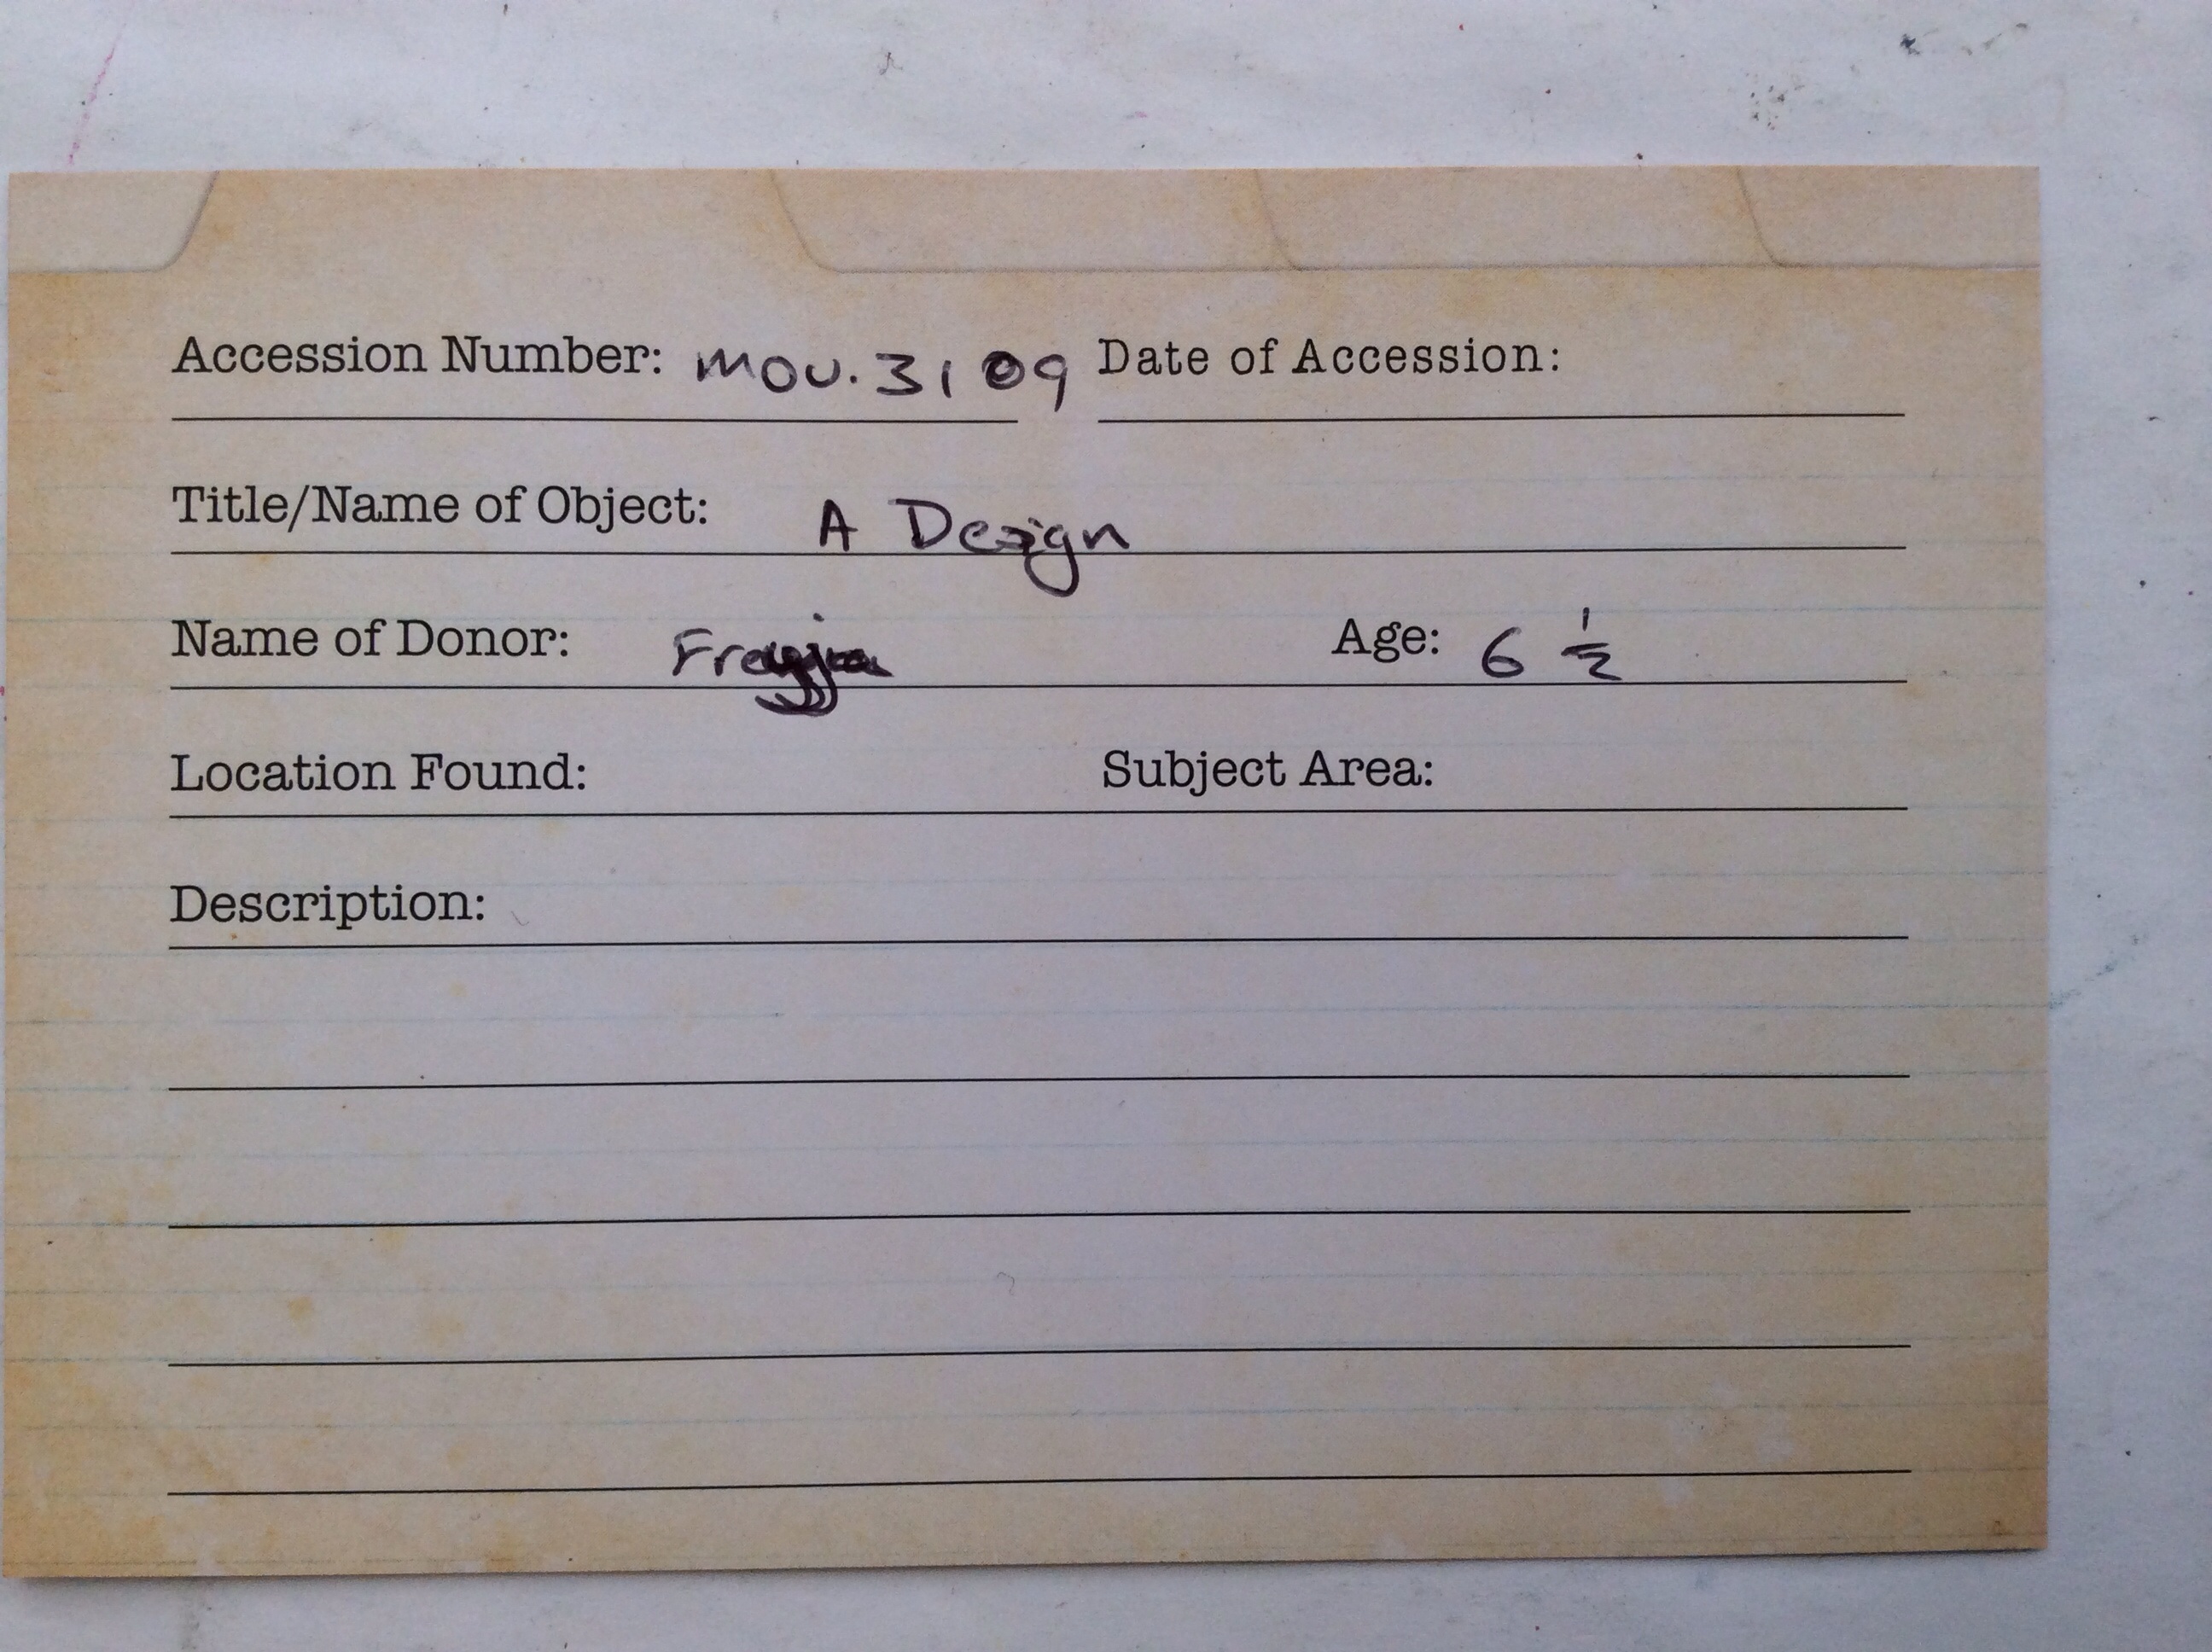 Accession Number: MOU.3109 Date of Accession:
Title/Name of Object: A Design
Name of Donor: Age: 6 ½
Location Found: Subject Area:
Description: